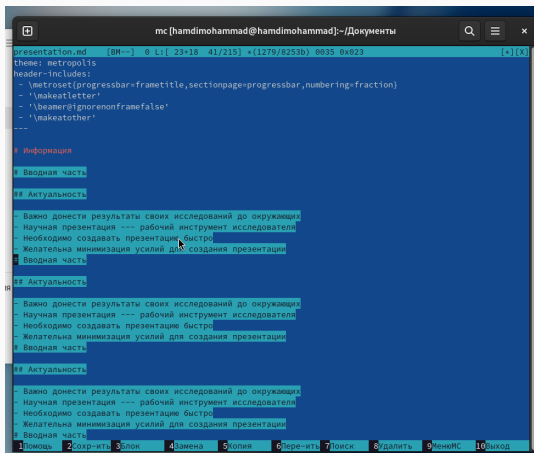 mc [hamdimohammad@hamdimohammad]:~/Документы
presentation.md [BM--] 0 L:[ 23+18 41/215] *(1279/8253b) 0035 0x023 [*][X]
theme: metropolis
header-includes:
- \metroset{progressbar=frametitle,sectionpage=progressbar,numbering=fraction}
- '\makeatletter'
- '\beamer@ignorenonframefalse'
- '\makeatother'
---
# Информация
# Вводная часть
## Актуальность
- Важно донести результаты своих исследований до окружающих
- Научная презентация --- рабочий инструмент исследователя
- Необходимо создавать презентацию быстро
- Желательна минимизация усилий для создания презентации
# Вводная часть
## Актуальность
- Важно донести результаты своих исследований до окружающих
- Научная презентация --- рабочий инструмент исследователя
- Необходимо создавать презентацию быстро
- Желательна минимизация усилий для создания презентации
# Вводная часть
## Актуальность
- Важно донести результаты своих исследований до окружающих
- Научная презентация --- рабочий инструмент исследователя
- Необходимо создавать презентацию быстро
- Желательна минимизация усилий для создания презентации
# Вводная часть
1Помощь 2Сохр~ить 3Блок 4Замена 5Копия 6Пере~ить 7Поиск 8Удалить 9МенюMC 10Выход